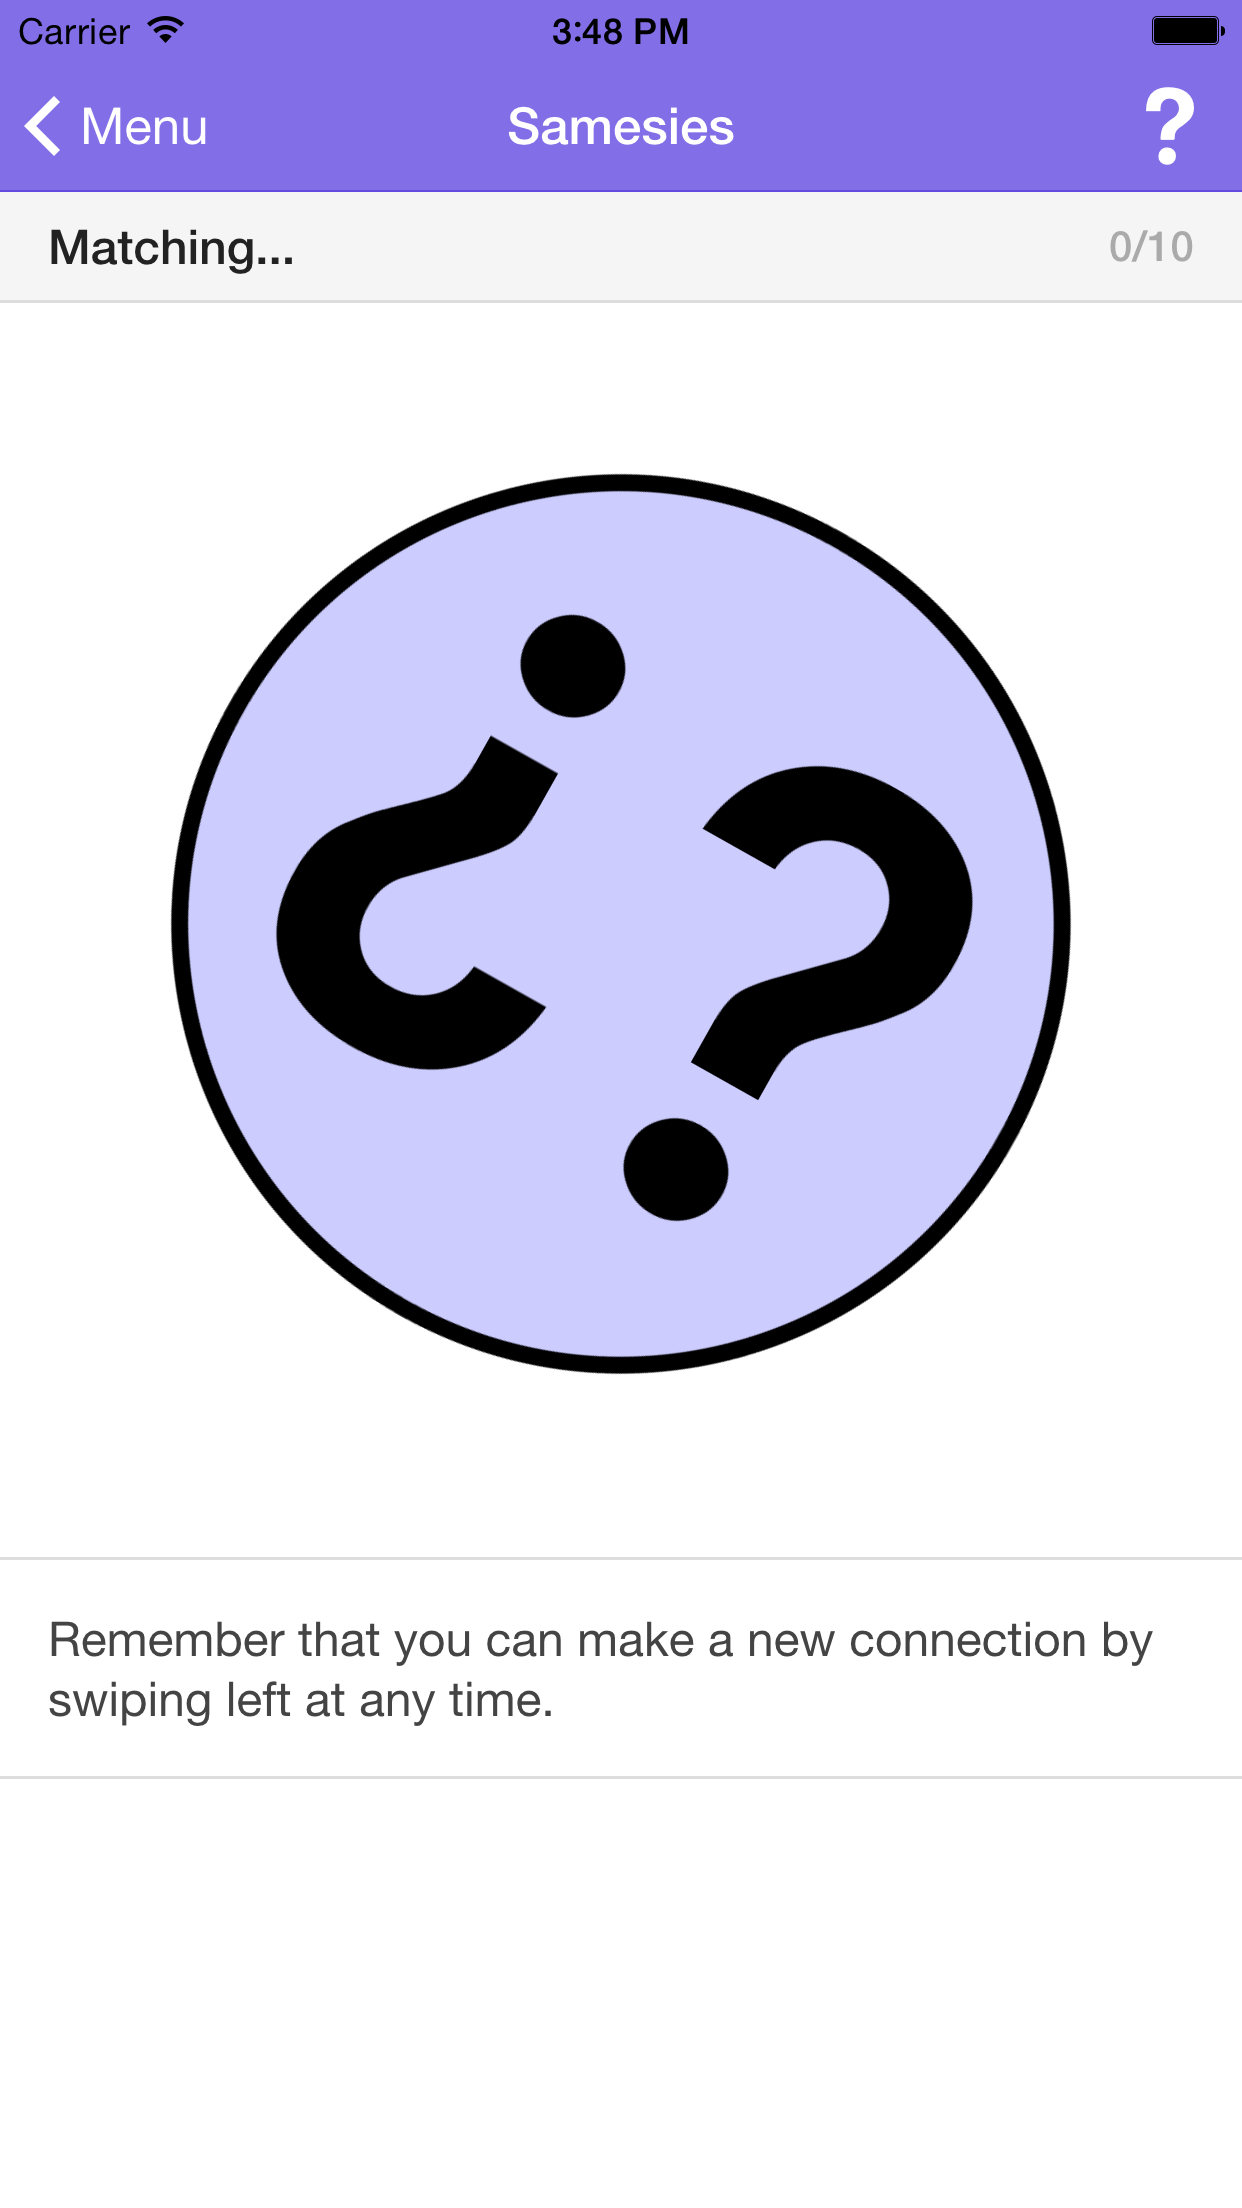 Carrier 3:48 PM
Menu Samesies ?
Matching... 0/10
¿ ?
Remember that you can make a new connection by
swiping left at any time.